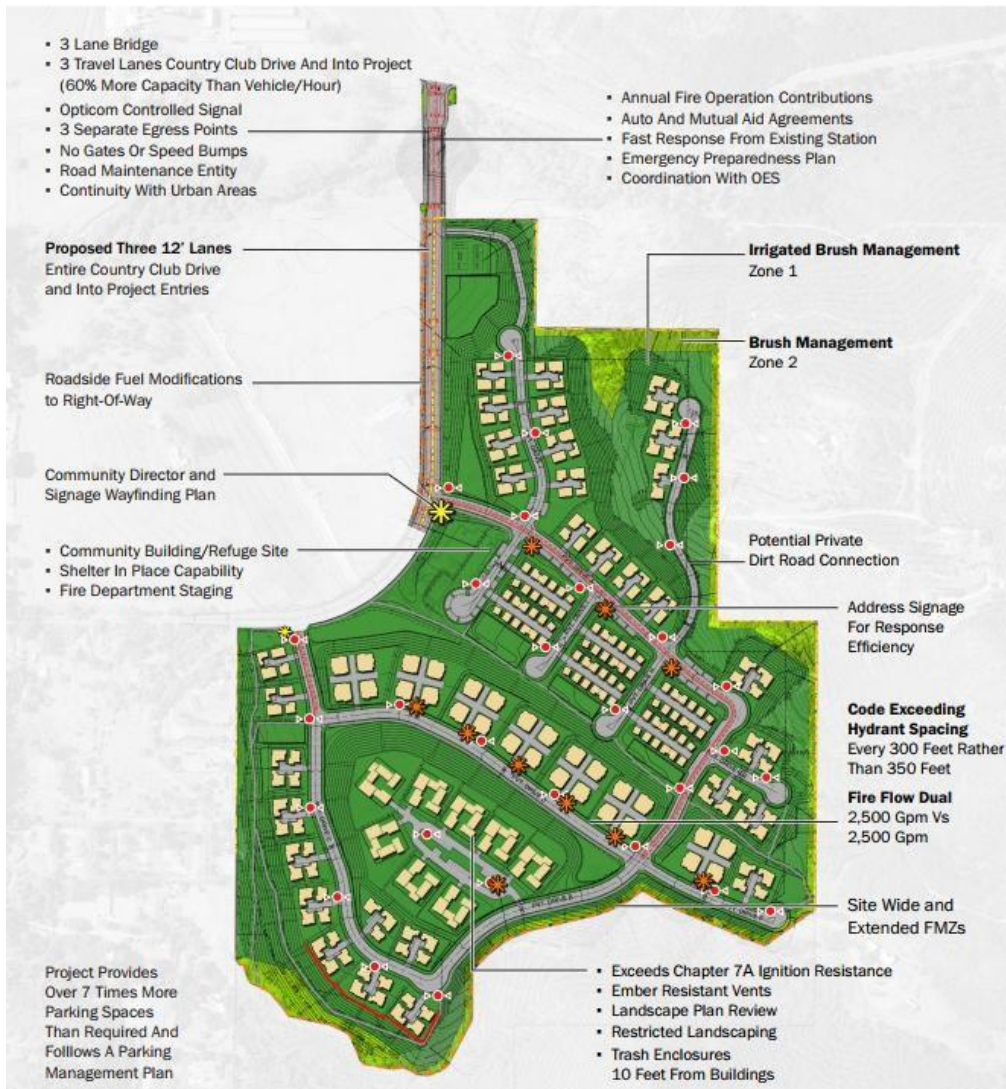 ▪ 3 Lane Bridge
▪ 3 Travel Lanes Country Club Drive And Into Project
(60% More Capacity Than Vehicle/Hour)
▪ Opticom Controlled Signal
▪ 3 Separate Egress Points
▪ No Gates Or Speed Bumps
▪ Road Maintenance Entity
▪ Continuity With Urban Areas
▪ Annual Fire Operation Contributions
▪ Auto And Mutual Aid Agreements
▪ Fast Response From Existing Station
▪ Emergency Preparedness Plan
▪ Coordination With OES
Proposed Three 12' Lanes
Entire Country Club Drive
and Into Project Entries
Irrigated Brush Management
Zone 1
Brush Management
Zone 2
Roadside Fuel Modifications
to Right-Of-Way
Community Director and
Signage Wayfinding Plan
▪ Community Building/Refuge Site
▪ Shelter In Place Capability
▪ Fire Department Staging
Potential Private
Dirt Road Connection
Address Signage
For Response
Efficiency
Code Exceeding
Hydrant Spacing
Every 300 Feet Rather
Than 350 Feet
Fire Flow Dual
2,500 Gpm Vs
2,500 Gpm
Site Wide and
Extended FMZs
Project Provides
Over 7 Times More
Parking Spaces
Than Required And
Folllows A Parking
Management Plan
▪ Exceeds Chapter 7A Ignition Resistance
▪ Ember Resistant Vents
▪ Landscape Plan Review
▪ Restricted Landscaping
▪ Trash Enclosures
10 Feet From Buildings